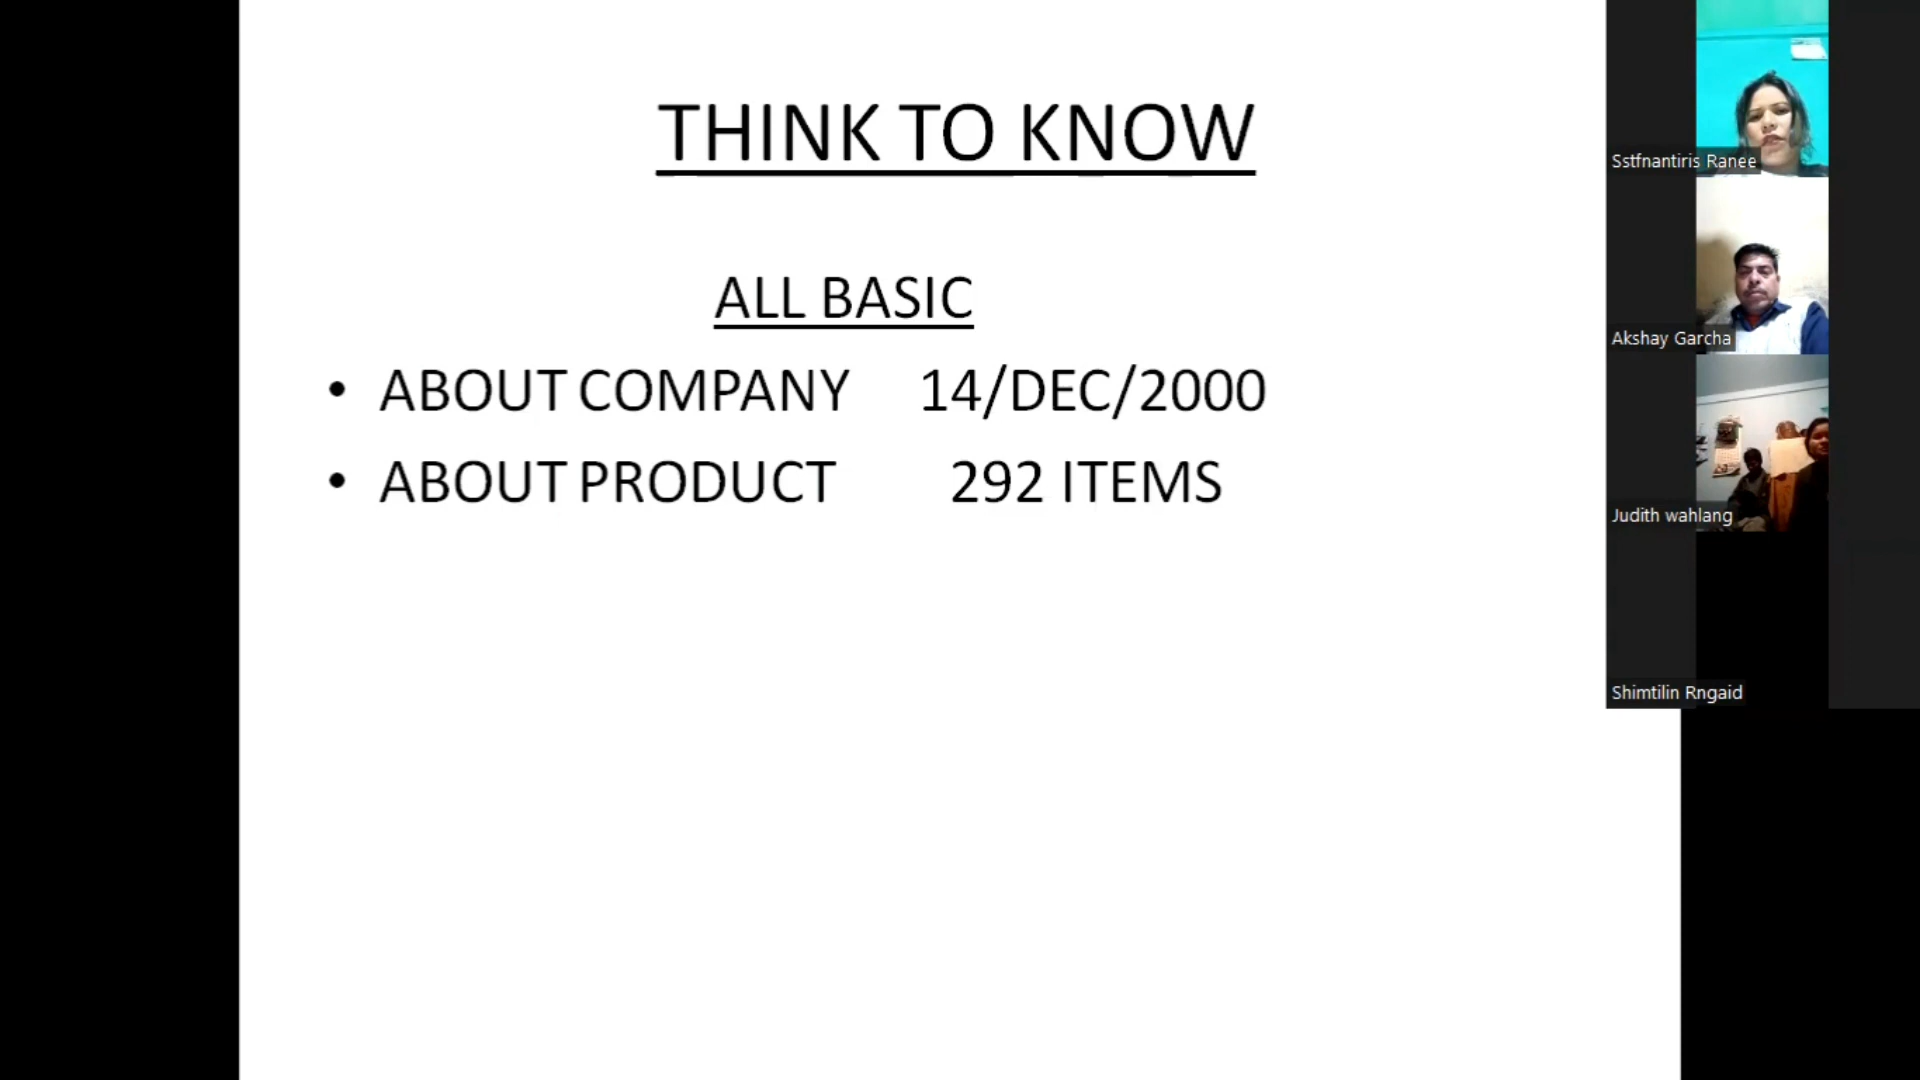 THINK TO KNOW
ALL BASIC
• ABOUT COMPANY 14/DEC/2000
• ABOUT PRODUCT 292 ITEMS
Sstfnantiris Ranee
Akshay Garcha
Judith wahlang
Shimtilin Rngaid